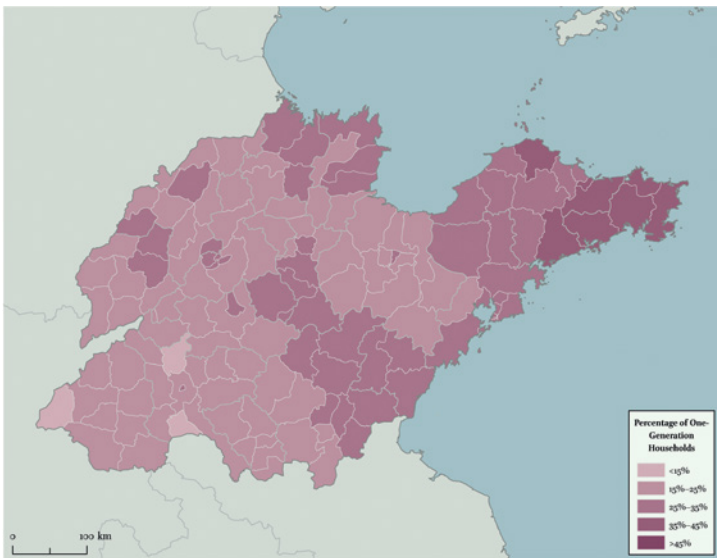 Percentage of One-
Generation
Households
<15%
15%–25%
25%–35%
35%–45%
>45%
0 100 km